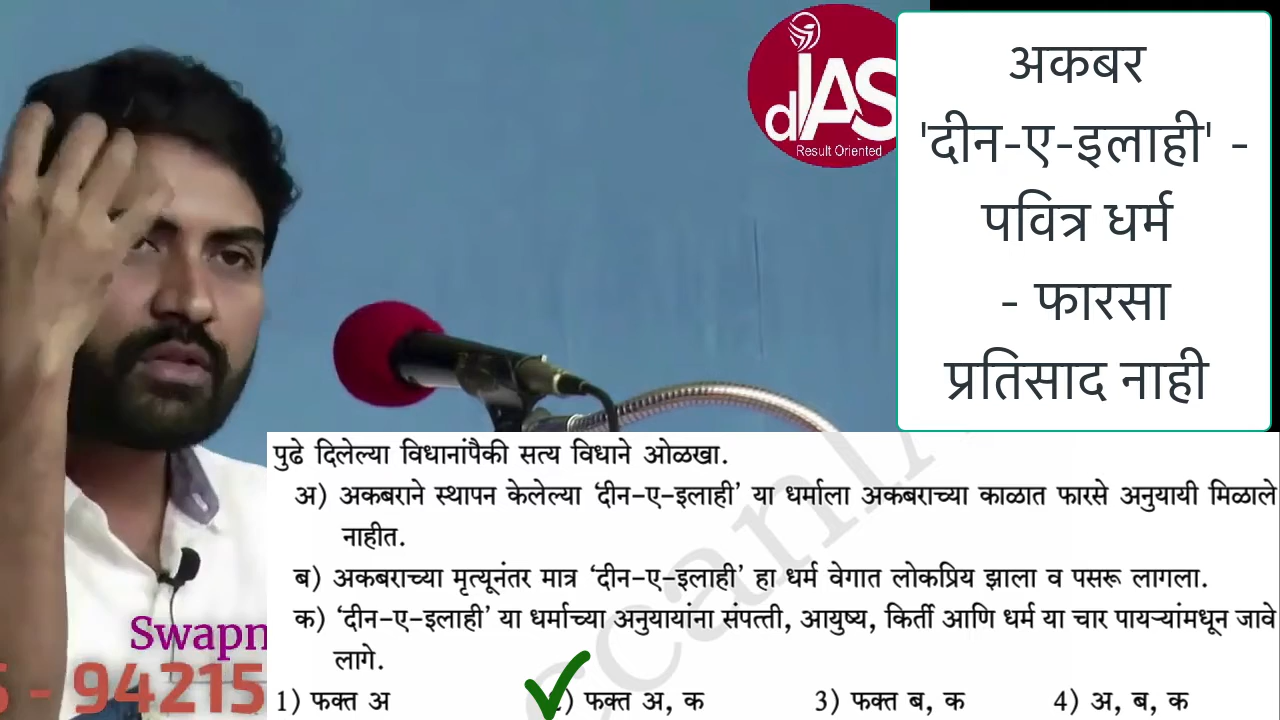 dIAS
Result Oriented
अकबर
'दीन-ए-इलाही' -
पवित्र धर्म
- फारसा
प्रतिसाद नाही
पुढे दिलेल्या विधानांपैकी सत्य विधाने ओळखा.
अ) अकबराने स्थापन केलेल्या ‘दीन-ए-इलाही’ या धर्माला अकबराच्या काळात फारसे अनुयायी मिळाले
नाहीत.
ब) अकबराच्या मृत्यूनंतर मात्र ‘दीन-ए-इलाही’ हा धर्म वेगात लोकप्रिय झाला व पसरू लागला.
क) ‘दीन-ए-इलाही’ या धर्माच्या अनुयायांना संपत्ती, आयुष्य, किर्ती आणि धर्म या चार पायऱ्यांमधून जावे
लागे.
1) फक्त अ ) फक्त अ, क 3) फक्त ब, क 4) अ, ब, क
Swapn
- 94215